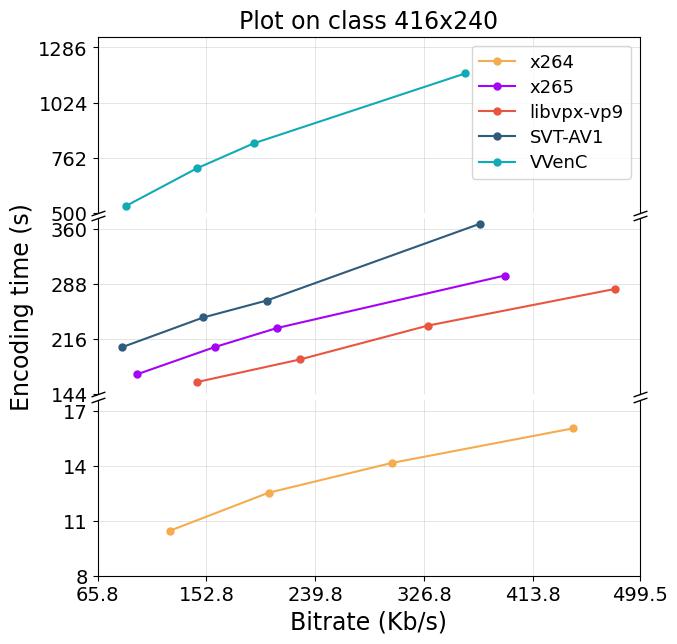 Plot on class 416x240
1286
1024
762
500
x264
x265
libvpx-vp9
SVT-AV1
VVenC
360
288
216
144
17
14
11
8
Encoding time (s)
65.8 152.8 239.8 326.8 413.8 499.5
Bitrate (Kb/s)